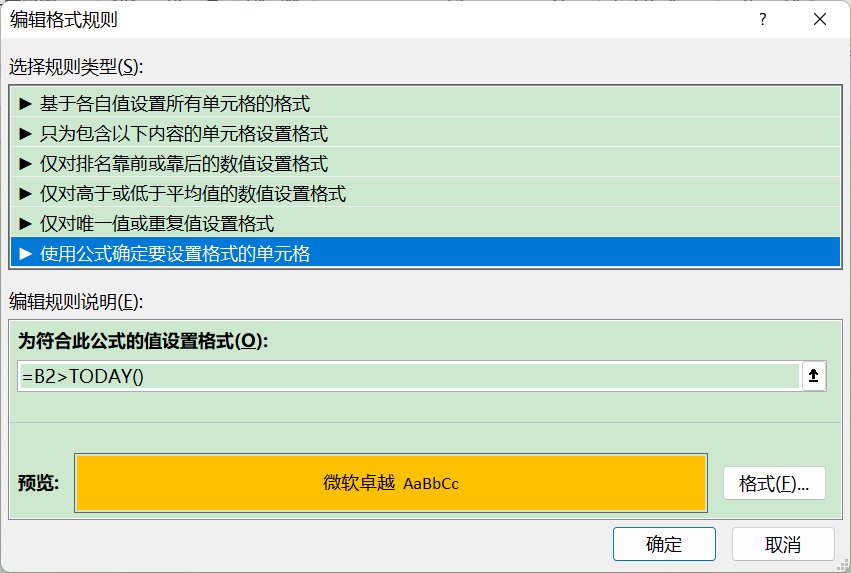 编辑格式规则 ?
选择规则类型(S):
► 基于各自值设置所有单元格的格式
► 只为包含以下内容的单元格设置格式
► 仅对排名靠前或靠后的数值设置格式
► 仅对高于或低于平均值的数值设置格式
► 仅对唯一值或重复值设置格式
► 使用公式确定要设置格式的单元格
编辑规则说明(E):
为符合此公式的值设置格式(O):
=B2>TODAY()
预览: 微软卓越 AaBbCc 格式(F)...
确定 取消